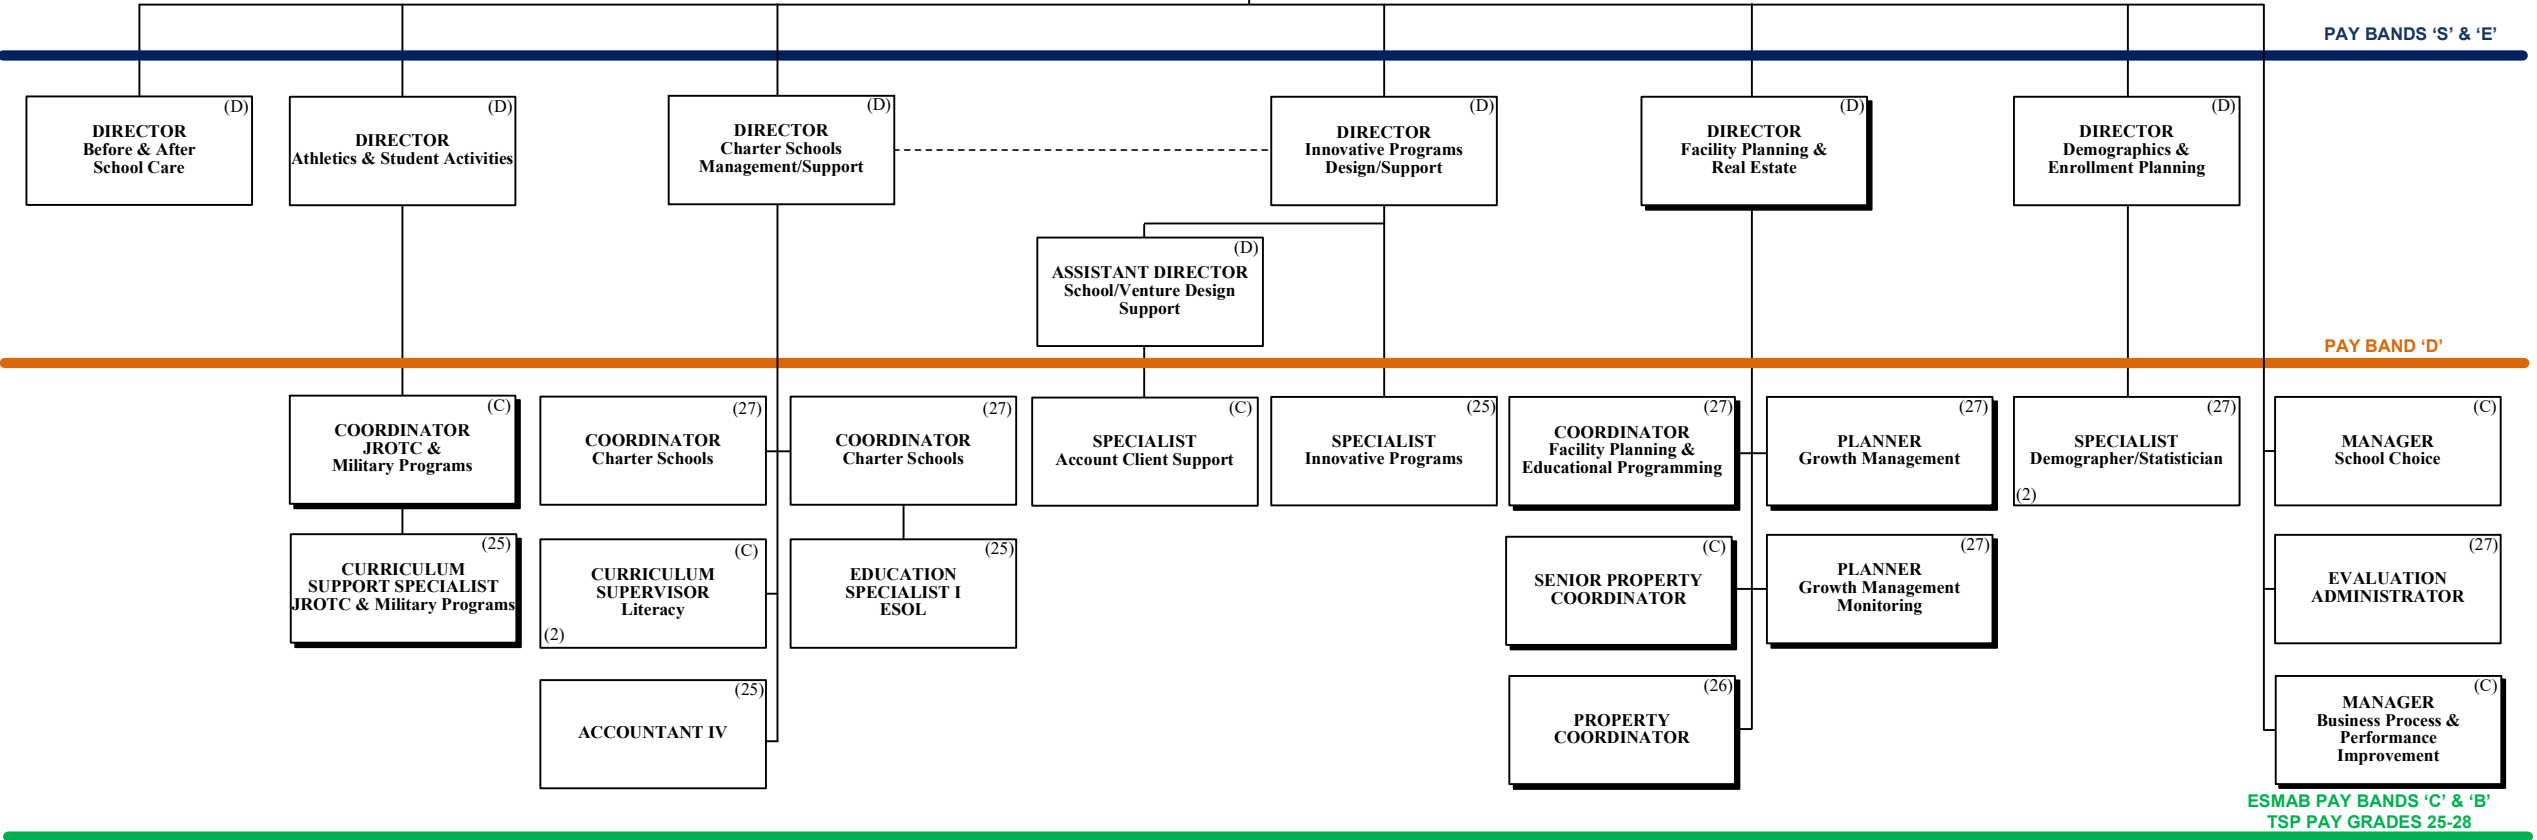 PAY BANDS ‘S’ & ‘E’
(D)
DIRECTOR
Before & After
School Care
(D)
DIRECTOR
Athletics & Student Activities
(D)
DIRECTOR
Charter Schools
Management/Support
(D)
DIRECTOR
Innovative Programs
Design/Support
(D)
DIRECTOR
Facility Planning &
Real Estate
(D)
DIRECTOR
Demographics &
Enrollment Planning
(D)
ASSISTANT DIRECTOR
School/Venture Design
Support
PAY BAND ‘D’
(C)
COORDINATOR
JROTC &
Military Programs
(27)
COORDINATOR
Charter Schools
(27)
COORDINATOR
Charter Schools
(C)
SPECIALIST
Account Client Support
(25)
SPECIALIST
Innovative Programs
(27)
COORDINATOR
Facility Planning &
Educational Programming
(27)
PLANNER
Growth Management
(27)
SPECIALIST
Demographer/Statistician
(2)
(C)
MANAGER
School Choice
(25)
CURRICULUM
SUPPORT SPECIALIST
JROTC & Military Programs
(C)
CURRICULUM
SUPERVISOR
Literacy
(2)
(25)
EDUCATION
SPECIALIST I
ESOL
(C)
SENIOR PROPERTY
COORDINATOR
(27)
PLANNER
Growth Management
Monitoring
(27)
EVALUATION
ADMINISTRATOR
(25)
ACCOUNTANT IV
(26)
PROPERTY
COORDINATOR
(C)
MANAGER
Business Process &
Performance
Improvement
ESMAB PAY BANDS ‘C’ & ‘B’
TSP PAY GRADES 25-28